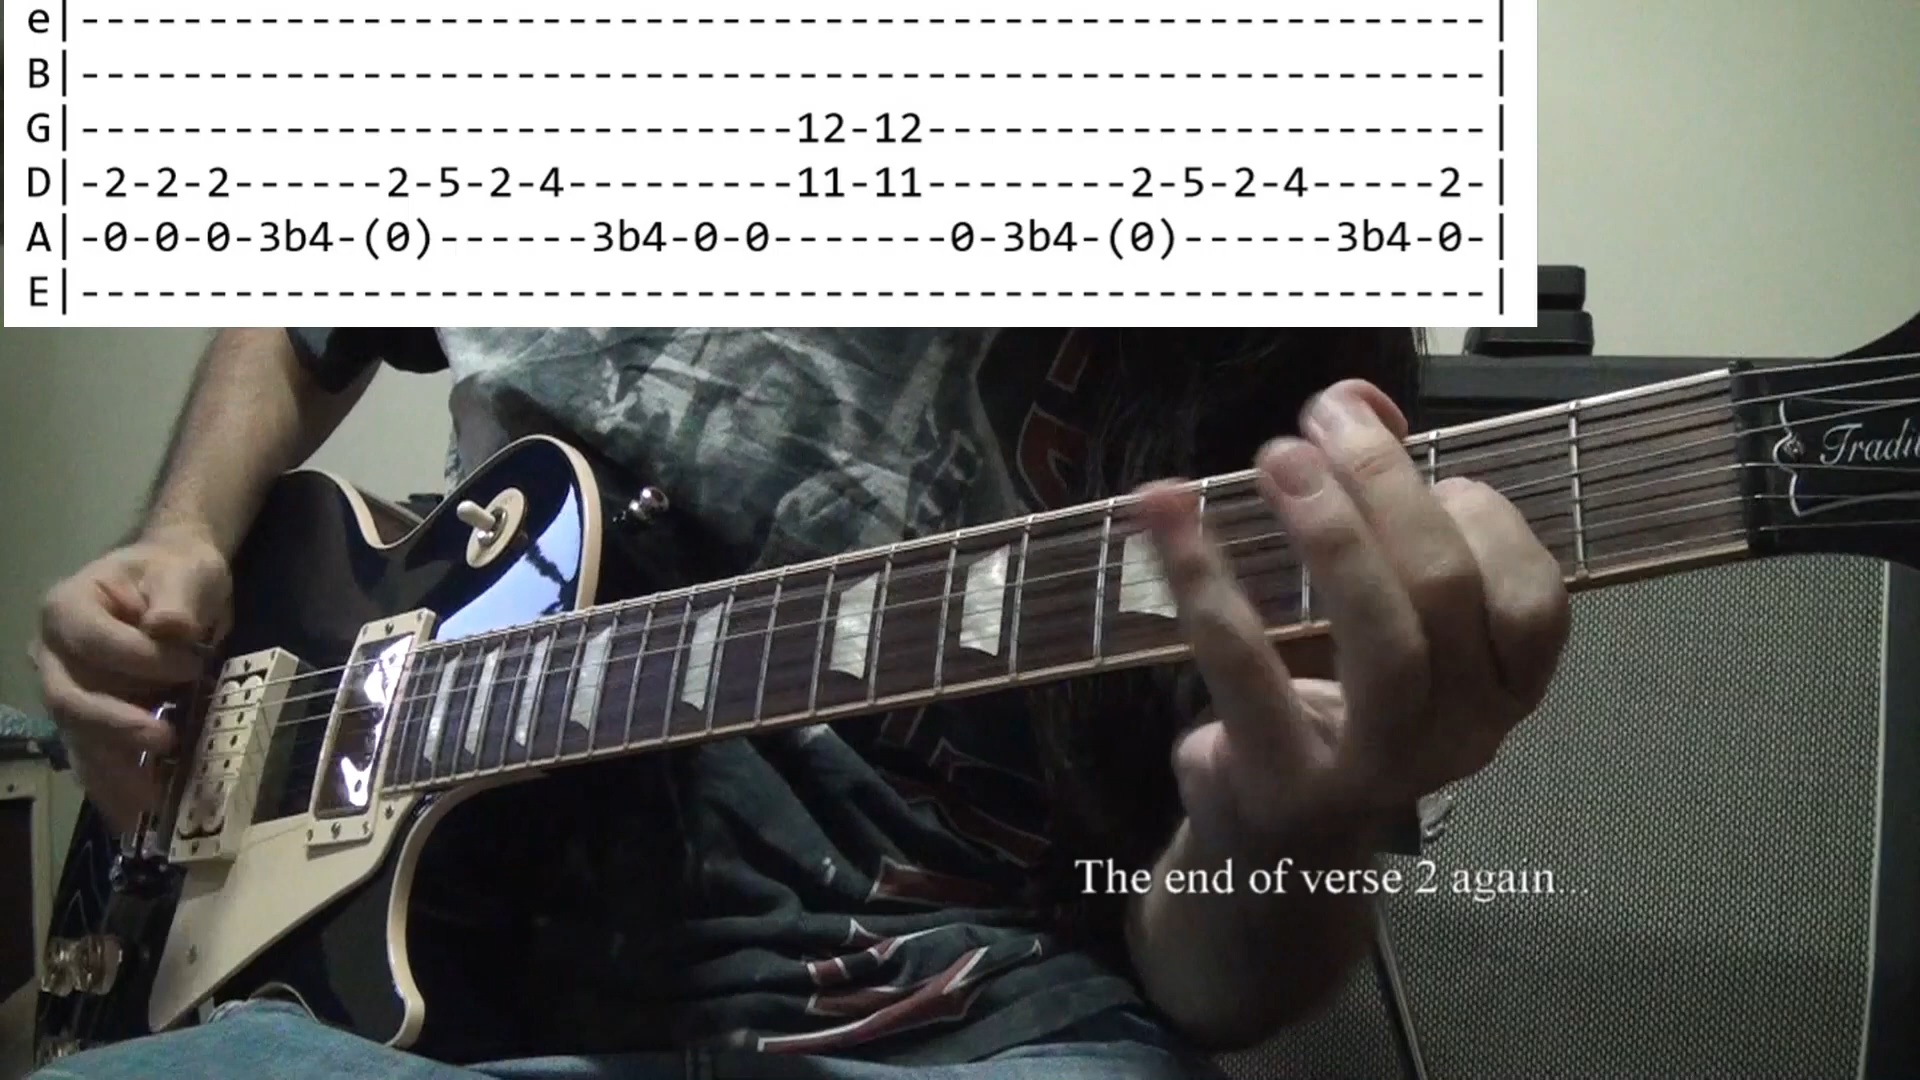 e|-------------------------------------------------------|
B|-------------------------------------------------------|
G|----------------------------12-12----------------------|
D|-2-2-2------2-5-2-4---------11-11--------2-5-2-4-----2-|
A|-0-0-0-3b4-(0)------3b4-0-0-------0-3b4-(0)------3b4-0-|
E|-------------------------------------------------------|
The end of verse 2 again...